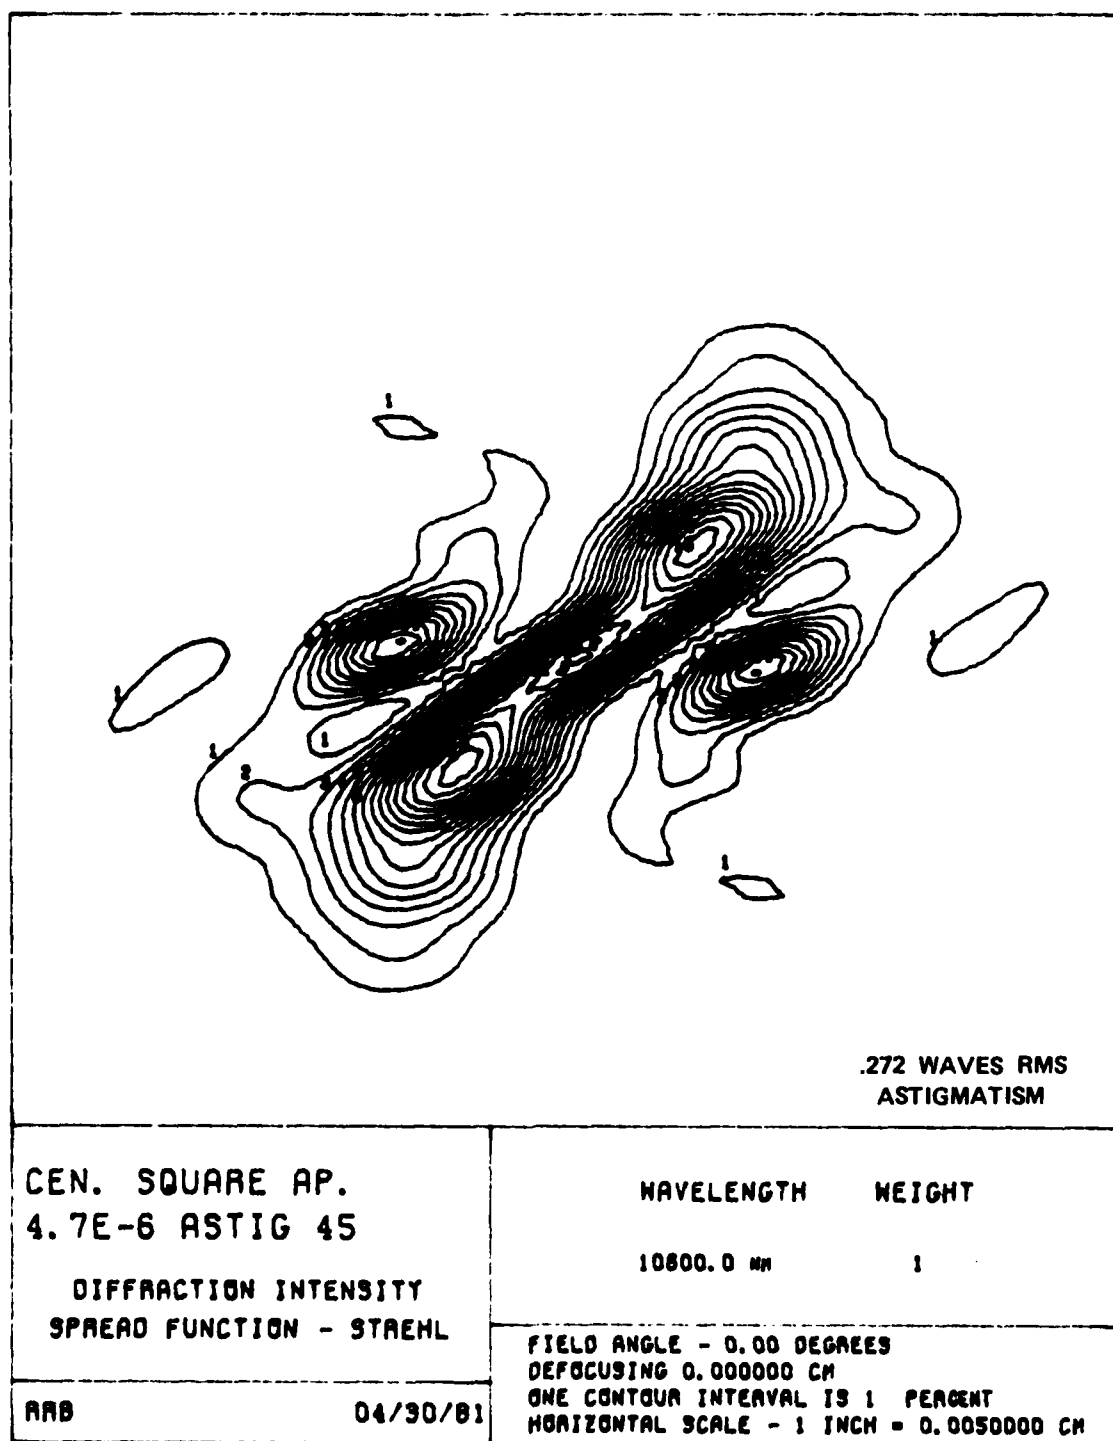 1
1
1
1
1
2
1
.272 WAVES RMS
ASTIGMATISM
CEN. SQUARE AP.
4.7E-6 ASTIG 45
DIFFRACTION INTENSITY
SPREAD FUNCTION - STREHL
RRB 04/30/81
WAVELENGTH WEIGHT
10600.0 NM 1
FIELD ANGLE - 0.00 DEGREES
DEFOCUSING 0.000000 CM
ONE CONTOUR INTERVAL IS 1 PERCENT
HORIZONTAL SCALE - 1 INCH = 0.0050000 CM